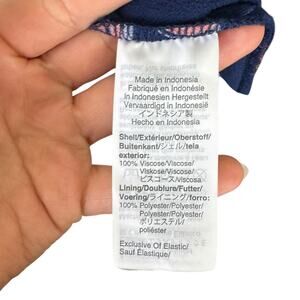 Made in Indonesia
Fabriqué en Indonésie
In Indonesien Hergestellt
Vervaardigd in Indonesië
インドネシア製
Hecho en Indonesia
Shell/Extérieur/Oberstoff/
Buitenkant/シェル/tela
exterior:
100% Viscose/Viscose/
Viskose/Viscose/
ビスコース/viscosa
Lining/Doublure/Futter/
Voering/ライニング/forro:
100% Polyester/Polyester/
Polyester/Polyester/
ポリエステル/
poliéster
Exclusive Of Elastic/
Sauf Élastique/